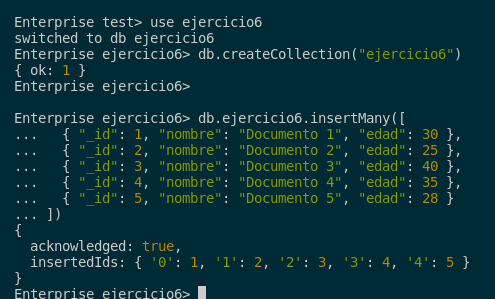 Enterprise test> use ejercicio6
switched to db ejercicio6
Enterprise ejercicio6> db.createCollection("ejercicio6")
{ ok: 1 }
Enterprise ejercicio6>
Enterprise ejercicio6> db.ejercicio6.insertMany([
...   { "_id": 1, "nombre": "Documento 1", "edad": 30 },
...   { "_id": 2, "nombre": "Documento 2", "edad": 25 },
...   { "_id": 3, "nombre": "Documento 3", "edad": 40 },
...   { "_id": 4, "nombre": "Documento 4", "edad": 35 },
...   { "_id": 5, "nombre": "Documento 5", "edad": 28 }
... ])
{
  acknowledged: true,
  insertedIds: { '0': 1, '1': 2, '2': 3, '3': 4, '4': 5 }
}
Enterprise ejercicio6>